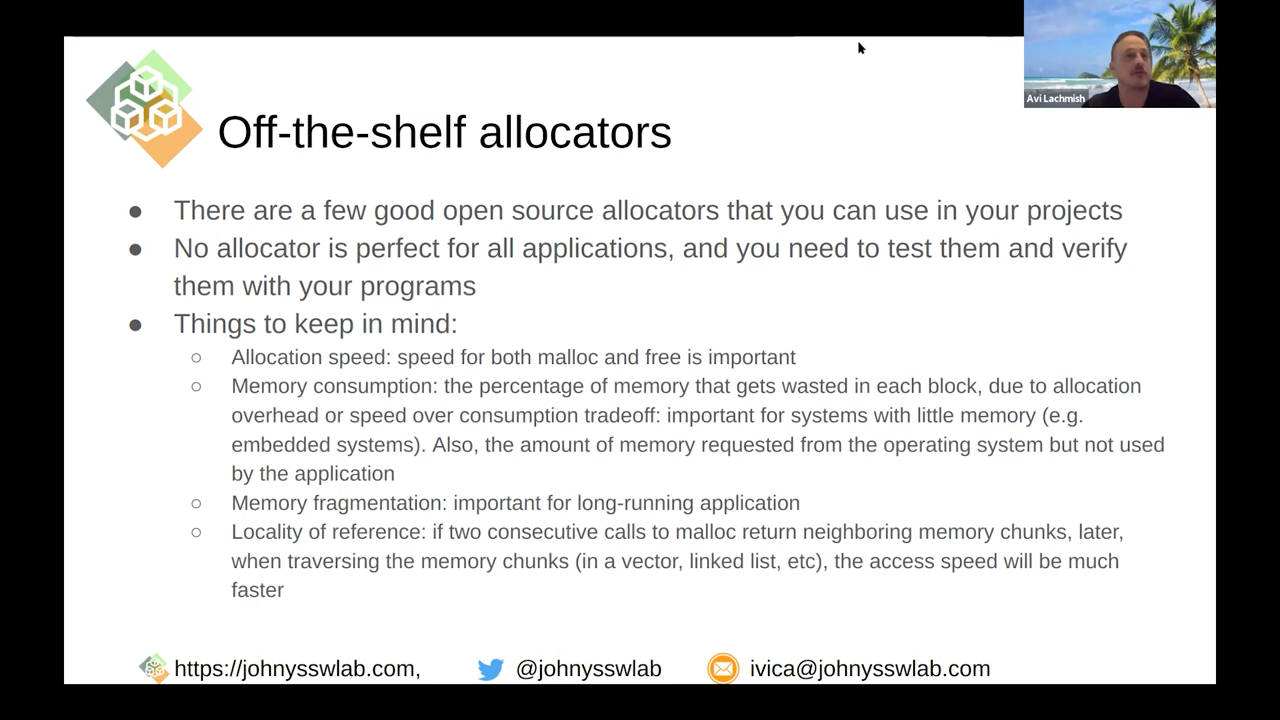 Avi Lachmish
Off-the-shelf allocators
● There are a few good open source allocators that you can use in your projects
● No allocator is perfect for all applications, and you need to test them and verify
them with your programs
● Things to keep in mind:
○ Allocation speed: speed for both malloc and free is important
○ Memory consumption: the percentage of memory that gets wasted in each block, due to allocation
overhead or speed over consumption tradeoff: important for systems with little memory (e.g.
embedded systems). Also, the amount of memory requested from the operating system but not used
by the application
○ Memory fragmentation: important for long-running application
○ Locality of reference: if two consecutive calls to malloc return neighboring memory chunks, later,
when traversing the memory chunks (in a vector, linked list, etc), the access speed will be much
faster
https://johnysswlab.com, @johnysswlab ivica@johnysswlab.com